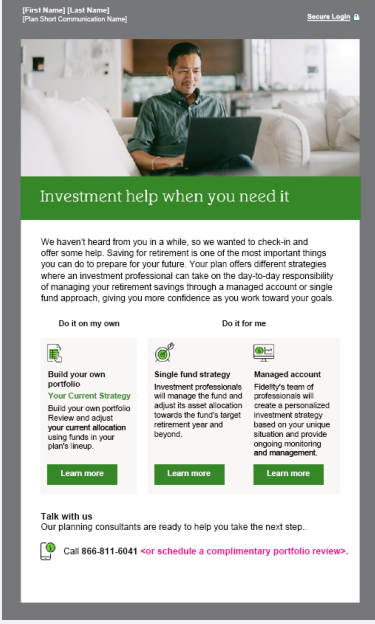 [First Name] [Last Name]
[Plan Short Communication Name]
Secure Login
Investment help when you need it
We haven't heard from you in a while, so we wanted to check-in and
offer some help. Saving for retirement is one of the most important things
you can do to prepare for your future. Your plan offers different strategies
where an investment professional can take on the day-to-day responsibility
of managing your retirement savings through a managed account or single
fund approach, giving you more confidence as you work toward your goals.
Do it on my own
Do it for me
Build your own
portfolio
Your Current Strategy
Build your own portfolio
Review and adjust
your current allocation
using funds in your
plan's lineup.
Learn more
Single fund strategy
Investment professionals
will manage the fund and
adjust its asset allocation
towards the fund's target
retirement year and
beyond.
Learn more
Managed account
Fidelity's team of
professionals will
create a personalized
investment strategy
based on your unique
situation and provide
ongoing monitoring
and management.
Learn more
Talk with us
Our planning consultants are ready to help you take the next step..
Call 866-811-6041 <or schedule a complimentary portfolio review>.